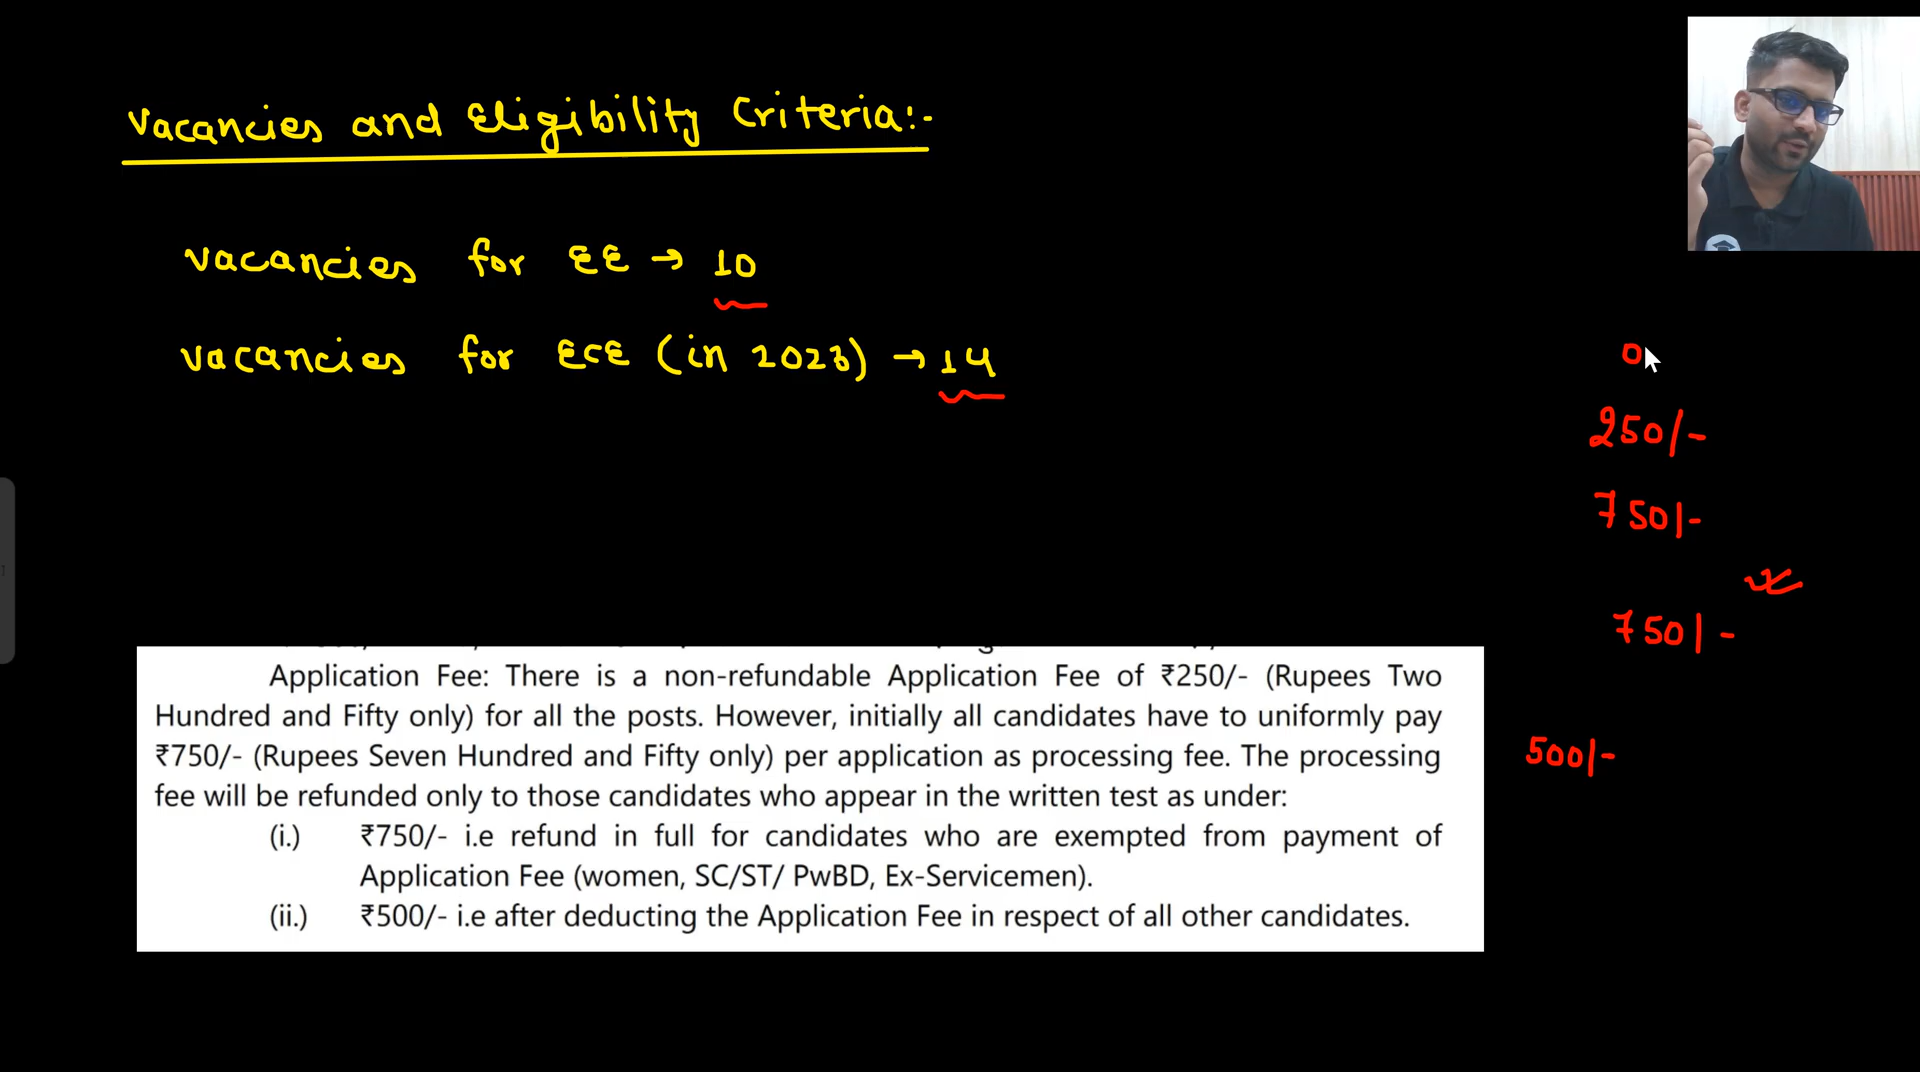 Vacancies and Eligibility Criteria:-
vacancies for EE → 10
vacancies for ECE (in 2023) → 14
0
250/-
750/-
750/-
500/-
Application Fee: There is a non-refundable Application Fee of ₹250/- (Rupees Two
Hundred and Fifty only) for all the posts. However, initially all candidates have to uniformly pay
₹750/- (Rupees Seven Hundred and Fifty only) per application as processing fee. The processing
fee will be refunded only to those candidates who appear in the written test as under:
(i.) ₹750/- i.e refund in full for candidates who are exempted from payment of
Application Fee (women, SC/ST/ PwBD, Ex-Servicemen).
(ii.) ₹500/- i.e after deducting the Application Fee in respect of all other candidates.